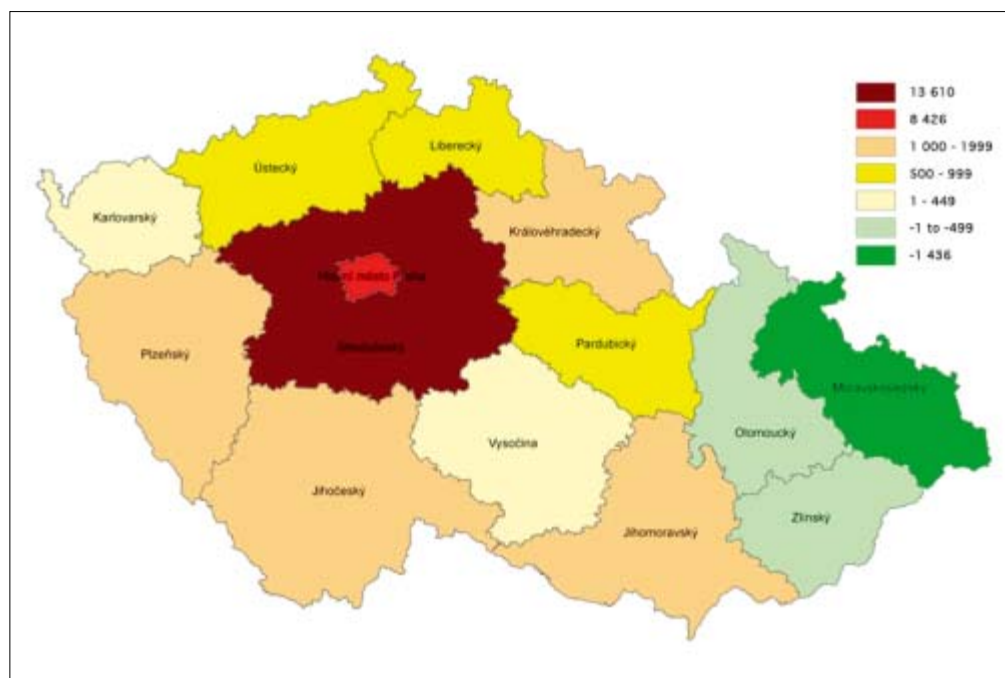 13 610
8 426
1 000 - 1999
500 - 999
1 - 449
-1 to -499
-1 436
Liberecký
Ústecký
Karlovarský
Královéhradecký
Hlavní město Praha
Pardubický
Plzeňský
Středočeský
Moravskoslezský
Olomoucký
Vysočina
Jihočeský
Zlínský
Jihomoravský